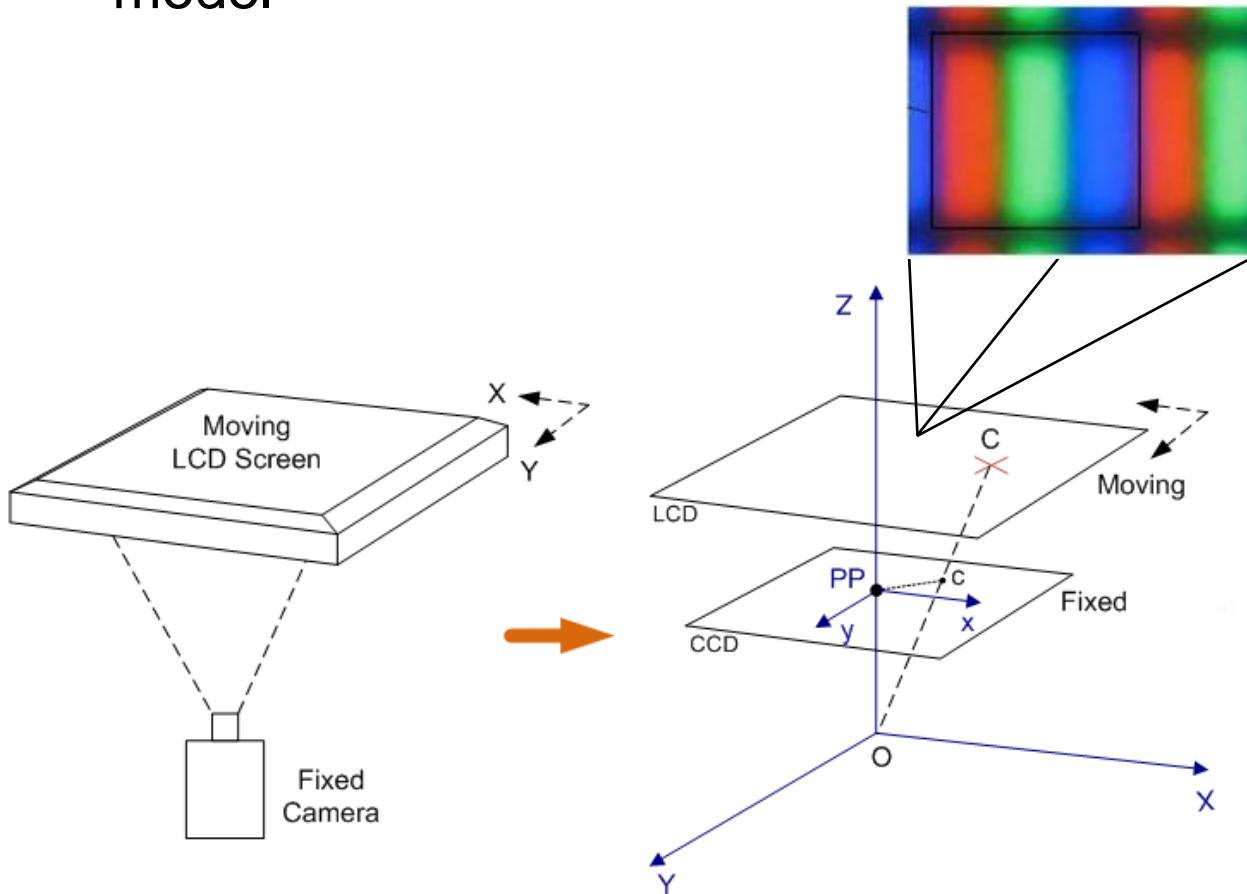 model
Moving
LCD Screen
X
Y
Fixed
Camera
Z
C
Moving
LCD
PP
c
Fixed
x
y
CCD
O
X
Y